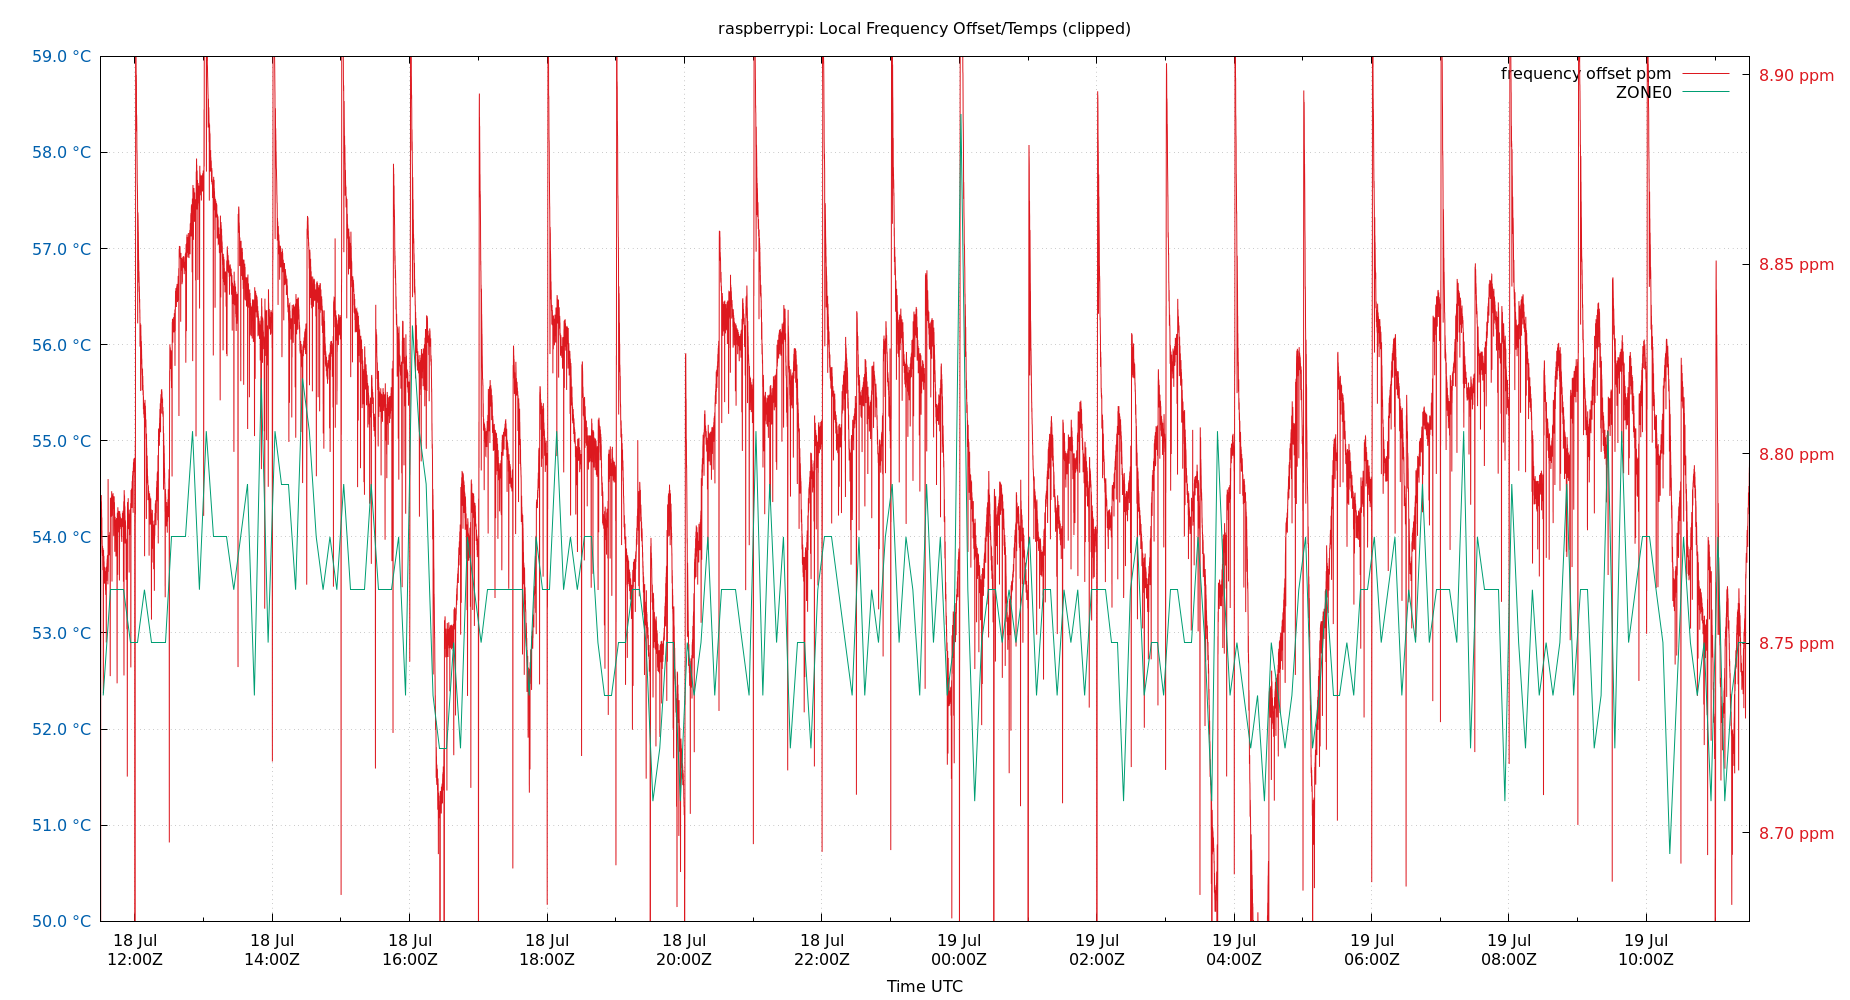 raspberrypi: Local Frequency Offset/Temps (clipped)
frequency offset ppm
ZONE0
59.0 °C
58.0 °C
57.0 °C
56.0 °C
55.0 °C
54.0 °C
53.0 °C
52.0 °C
51.0 °C
50.0 °C
8.90 ppm
8.85 ppm
8.80 ppm
8.75 ppm
8.70 ppm
18 Jul 18 Jul 18 Jul 18 Jul 18 Jul 18 Jul 19 Jul 19 Jul 19 Jul 19 Jul 19 Jul 19 Jul
12:00Z 14:00Z 16:00Z 18:00Z 20:00Z 22:00Z 00:00Z 02:00Z 04:00Z 06:00Z 08:00Z 10:00Z
Time UTC